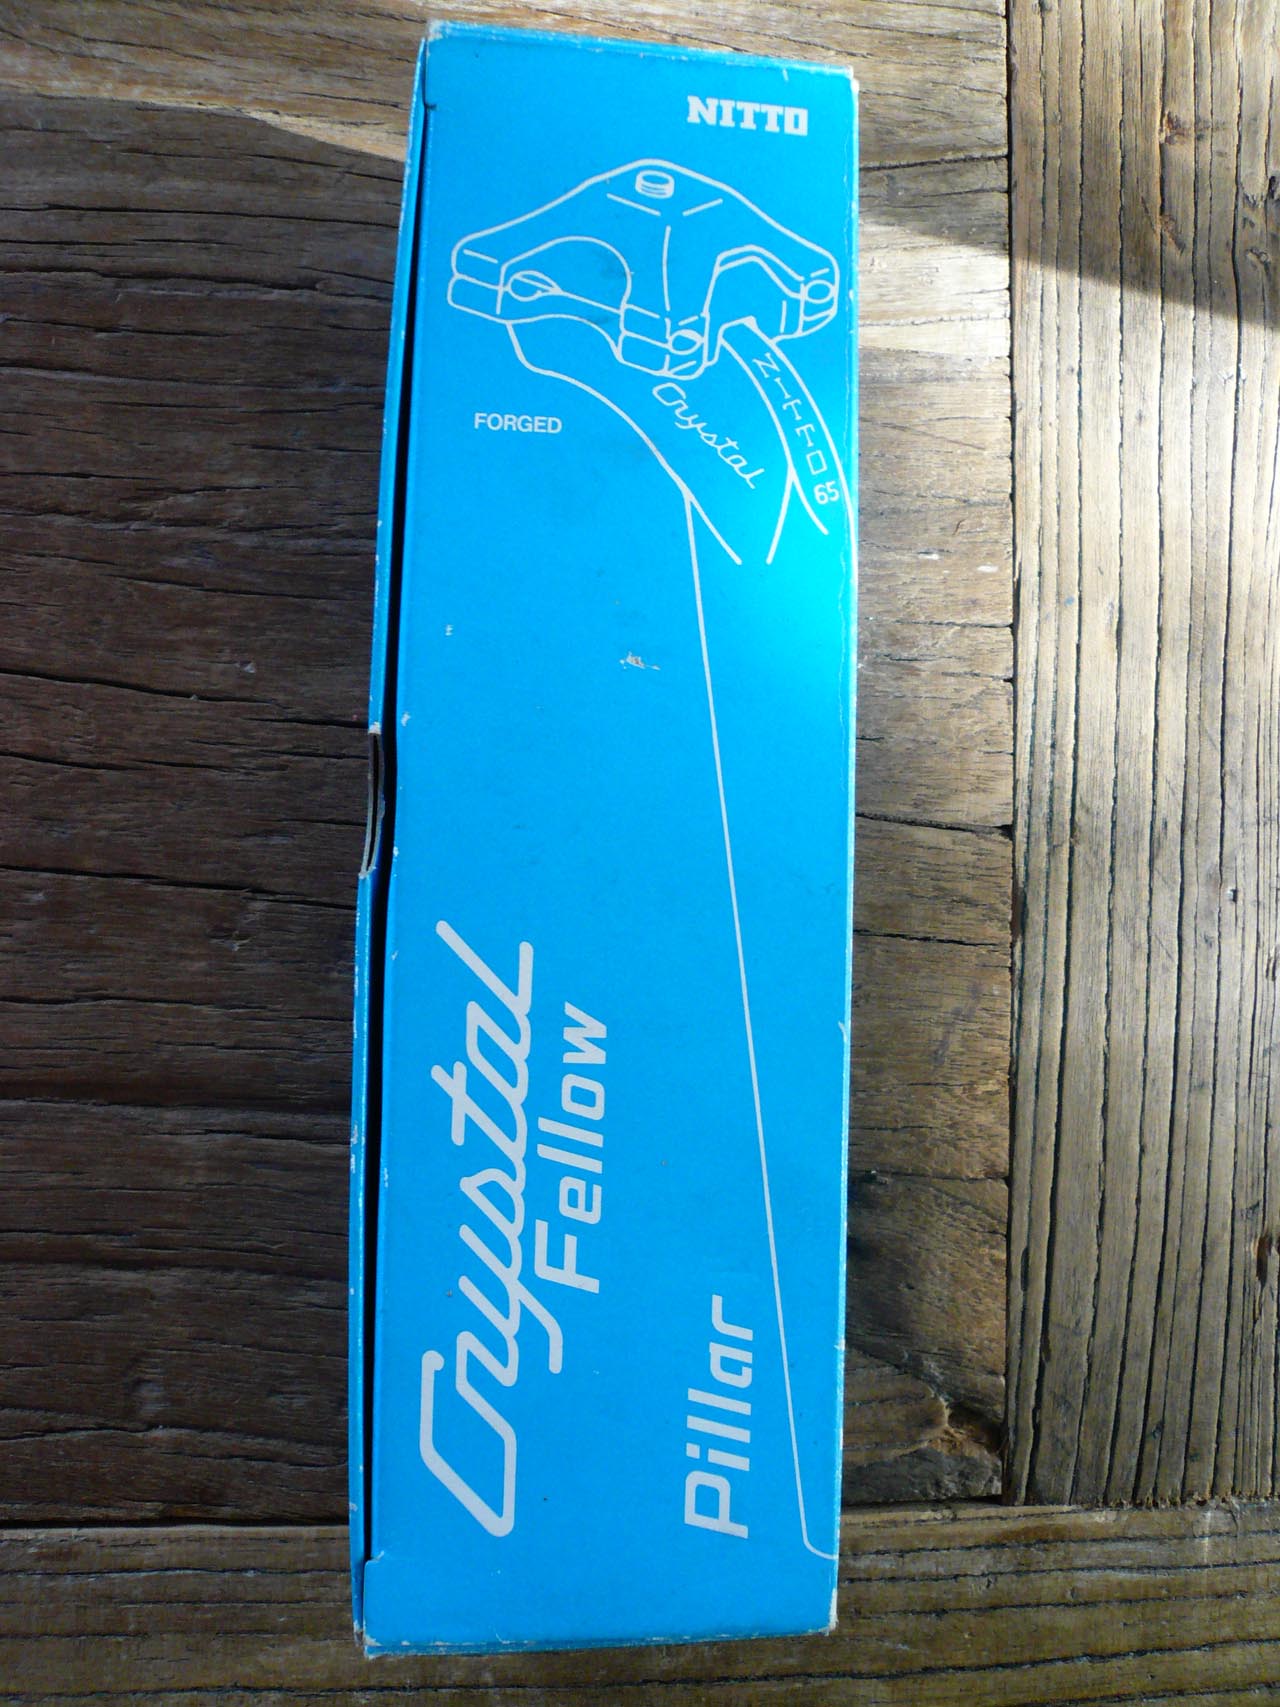 NITTO
Crystal
NITTO 65
FORGED
Crystal
Fellow
Pillar